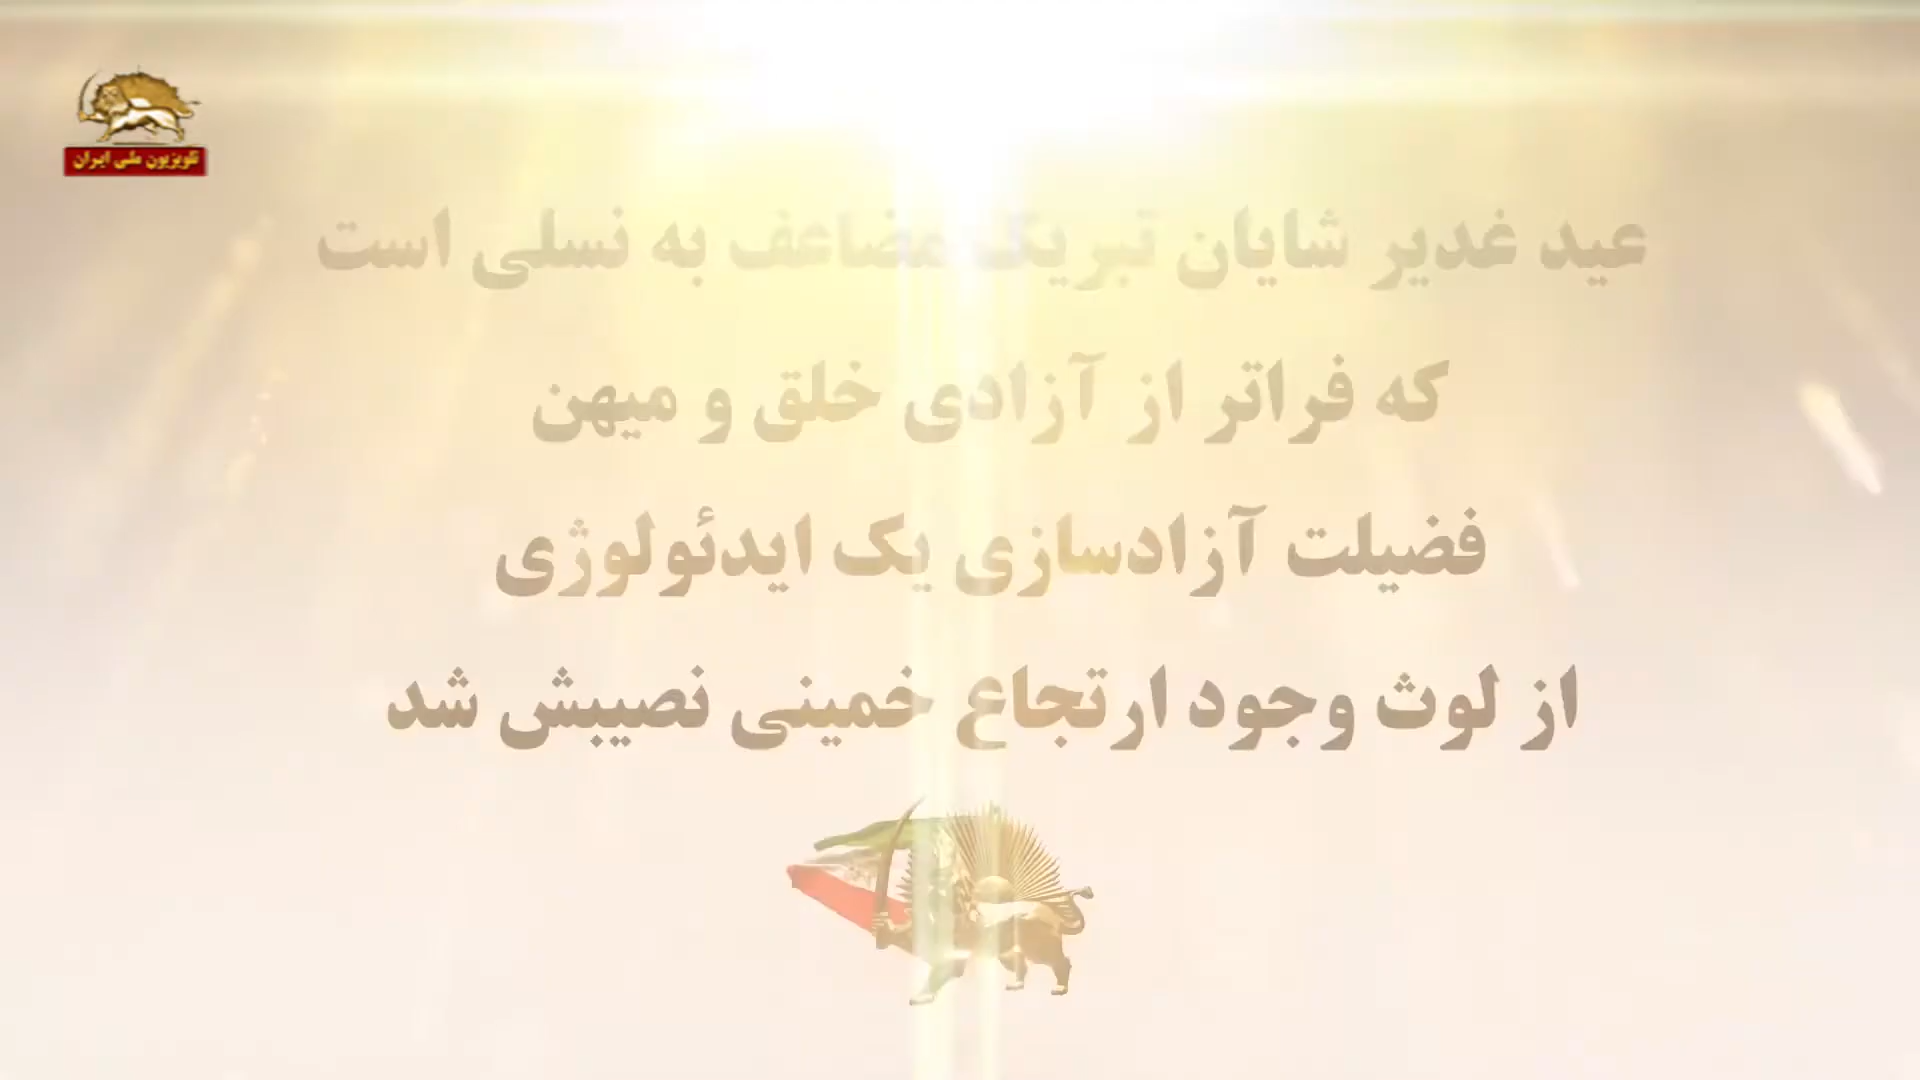 تلویزیون ملی ایران
عید غدیر شایان تبریک مضاعف به نسلی است
که فراتر از آزادی خلق و میهن
فضیلت آزادسازی یک ایدئولوژی
از لوث وجود ارتجاع خمینی نصیبش شد